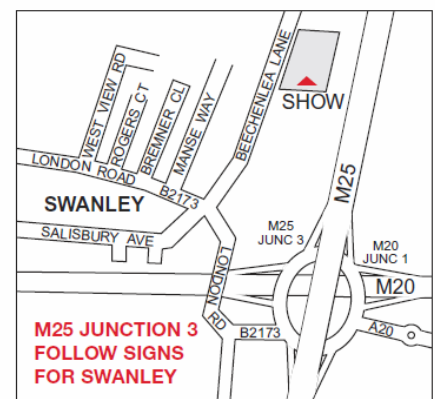 WEST VIEW RD
ROGERS CT
BREMNER CL
MANSE WAY
BEECHENLEA LANE
SHOW
LONDON ROAD
B2173
SWANLEY
SALISBURY AVE
M25
M25
JUNC 3
M20
JUNC 1
M20
LONDON RD
B2173
A20
M25 JUNCTION 3
FOLLOW SIGNS
FOR SWANLEY